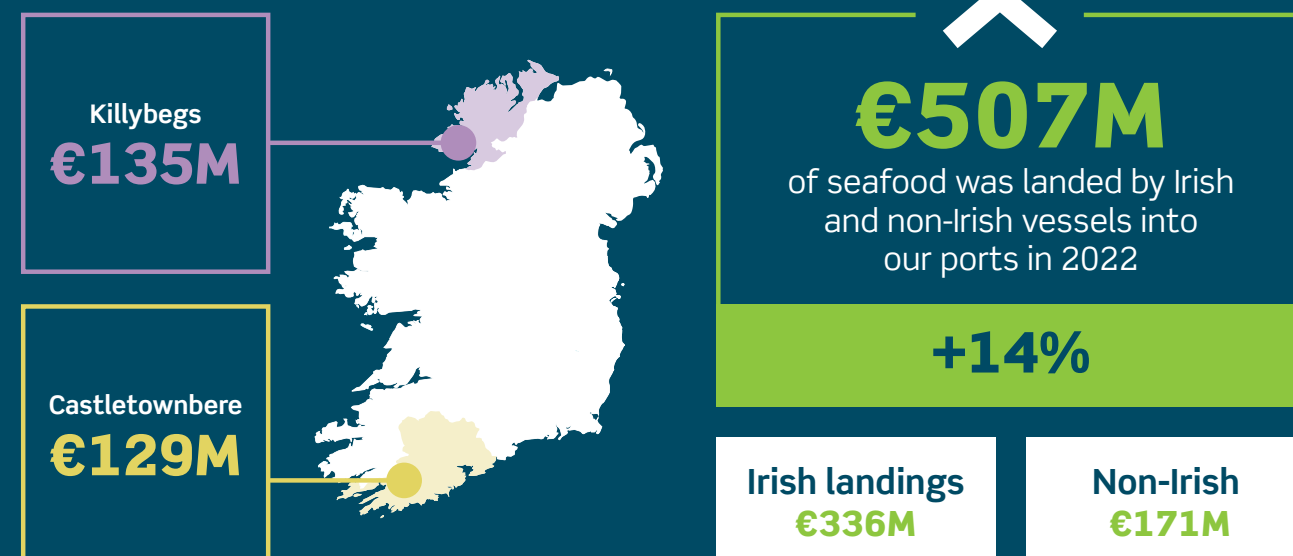 Killybegs
€135M
Castletownbere
€129M
€507M
of seafood was landed by Irish
and non-Irish vessels into
our ports in 2022
+14%
Irish landings
€336M
Non-Irish
€171M